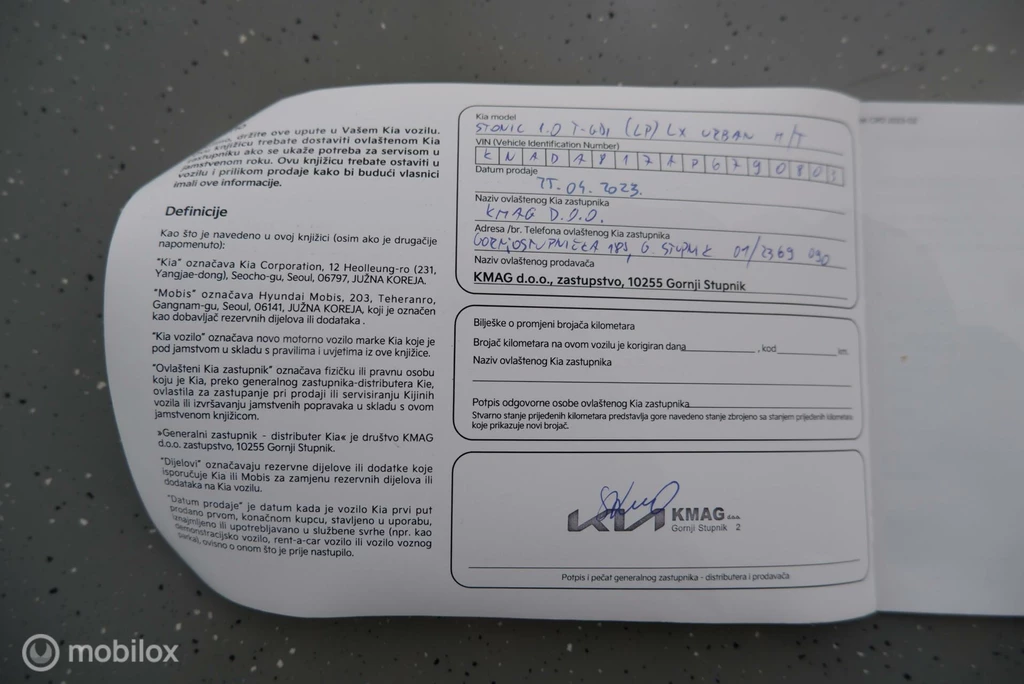 držite ove upute u Vašem Kia vozilu.
knjižicu trebate dostaviti ovlaštenom Kia
zastupniku ako se ukaže potreba za servisom u
jamstvenom roku. Ovu knjižicu trebate ostaviti u
vozilu i prilikom prodaje kako bi budući vlasnici
imali ove informacije.
Definicije
Kao što je navedeno u ovoj knjižici (osim ako je drugačije
napomenuto):
"Kia" označava Kia Corporation, 12 Heolleung-ro (231,
Yangjae-dong), Seocho-gu, Seoul, 06797, JUŽNA KOREJA.
"Mobis" označava Hyundai Mobis, 203, Teheranro,
Gangnam-gu, Seoul, 06141, JUŽNA KOREJA, koji je označen
kao dobavljač rezervnih dijelova ili dodataka .
"Kia vozilo" označava novo motorno vozilo marke Kia koje je
pod jamstvom u skladu s pravilima i uvjetima iz ove knjižice.
"Ovlašteni Kia zastupnik" označava fizičku ili pravnu osobu
koju je Kia, preko generalnog zastupnika-distributera Kie,
ovlastila za zastupanje pri prodaji ili servisiranju Kijinih
vozila ili izvršavanju jamstvenih popravaka u skladu s ovom
jamstvenom knjižicom.
»Generalni zastupnik - distributer Kia« je društvo KMAG
d.o.o. zastupstvo, 10255 Gornji Stupnik.
"Dijelovi" označavaju rezervne dijelove ili dodatke koje
isporučuje Kia ili Mobis za zamjenu rezervnih dijelova ili
dodataka na Kia vozilu.
"Datum prodaje" je datum kada je vozilo Kia prvi put
prodano prvom, konačnom kupcu, stavljeno u uporabu,
iznajmljeno ili upotrebljavano u službene svrhe (npr. kao
demonstracijsko vozilo, rent-a-car vozilo ili vozilo voznog
parka), ovisno o onom što je prije nastupilo.
Kia model
STONIC 1.0 T-GDI (LP) LX URBAN M/T
VIN (Vehicle Identification Number)
KNADA817AP6790803
Datum prodaje
25.04.2023.
Naziv ovlaštenog Kia zastupnika
KMAG D.O.O.
Adresa /br. Telefona ovlaštenog Kia zastupnika
GORNJOSTUPNIČKA 18J, G. STUPNIK 01/2369 090
Naziv ovlaštenog prodavača
KMAG d.o.o., zastupstvo, 10255 Gornji Stupnik
Bilješke o promjeni brojača kilometara
Brojač kilometara na ovom vozilu je korigiran dana , kod km.
Naziv ovlaštenog Kia zastupnika
Potpis odgovorne osobe ovlaštenog Kia zastupnika
Stvarno stanje prijeđenih kilometara predstavlja gore navedeno stanje zbrojeno sa stanjem prijeđenih kilometara
koje prikazuje novi brojač.
KIA KMAG d.o.o.
Gornji Stupnik 2
Potpis i pečat generalnog zastupnika - distributera i prodavača
mobilox